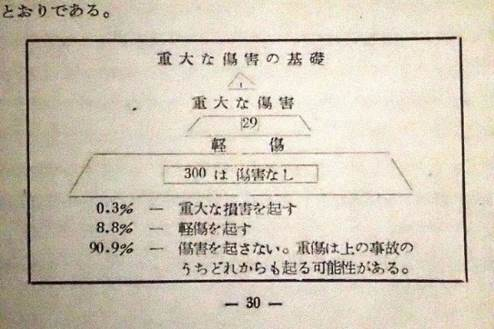 とおりである。
重大な傷害の基礎
1
重大な傷害
29
軽 傷
300 は 傷害なし
0.3% — 重大な損害を起す
8.8% — 軽傷を起す
90.9% — 傷害を起さない。重傷は上の事故の
うちどれからも起る可能性がある。
— 30 —